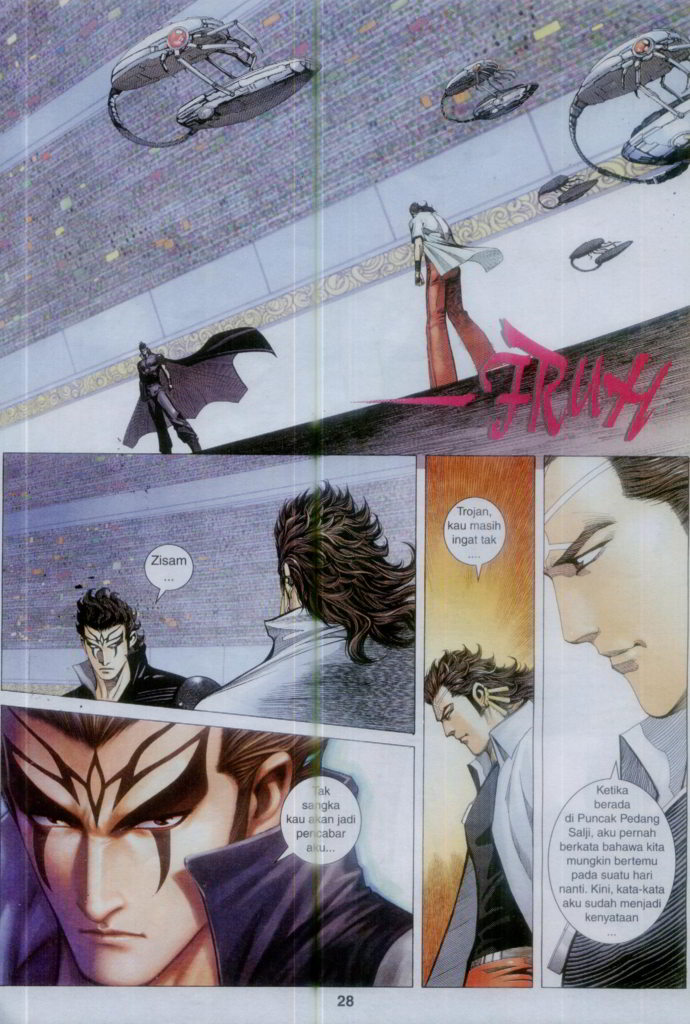 FRUXX
Zisam
...
Trojan,
kau masih
ingat tak
....
Tak
sangka
kau akan jadi
pencabar
aku...
Ketika
berada
di Puncak Pedang
Salji, aku pernah
berkata bahawa kita
mungkin bertemu
pada suatu hari
nanti. Kini, kata-kata
aku sudah menjadi
kenyataan
...
28